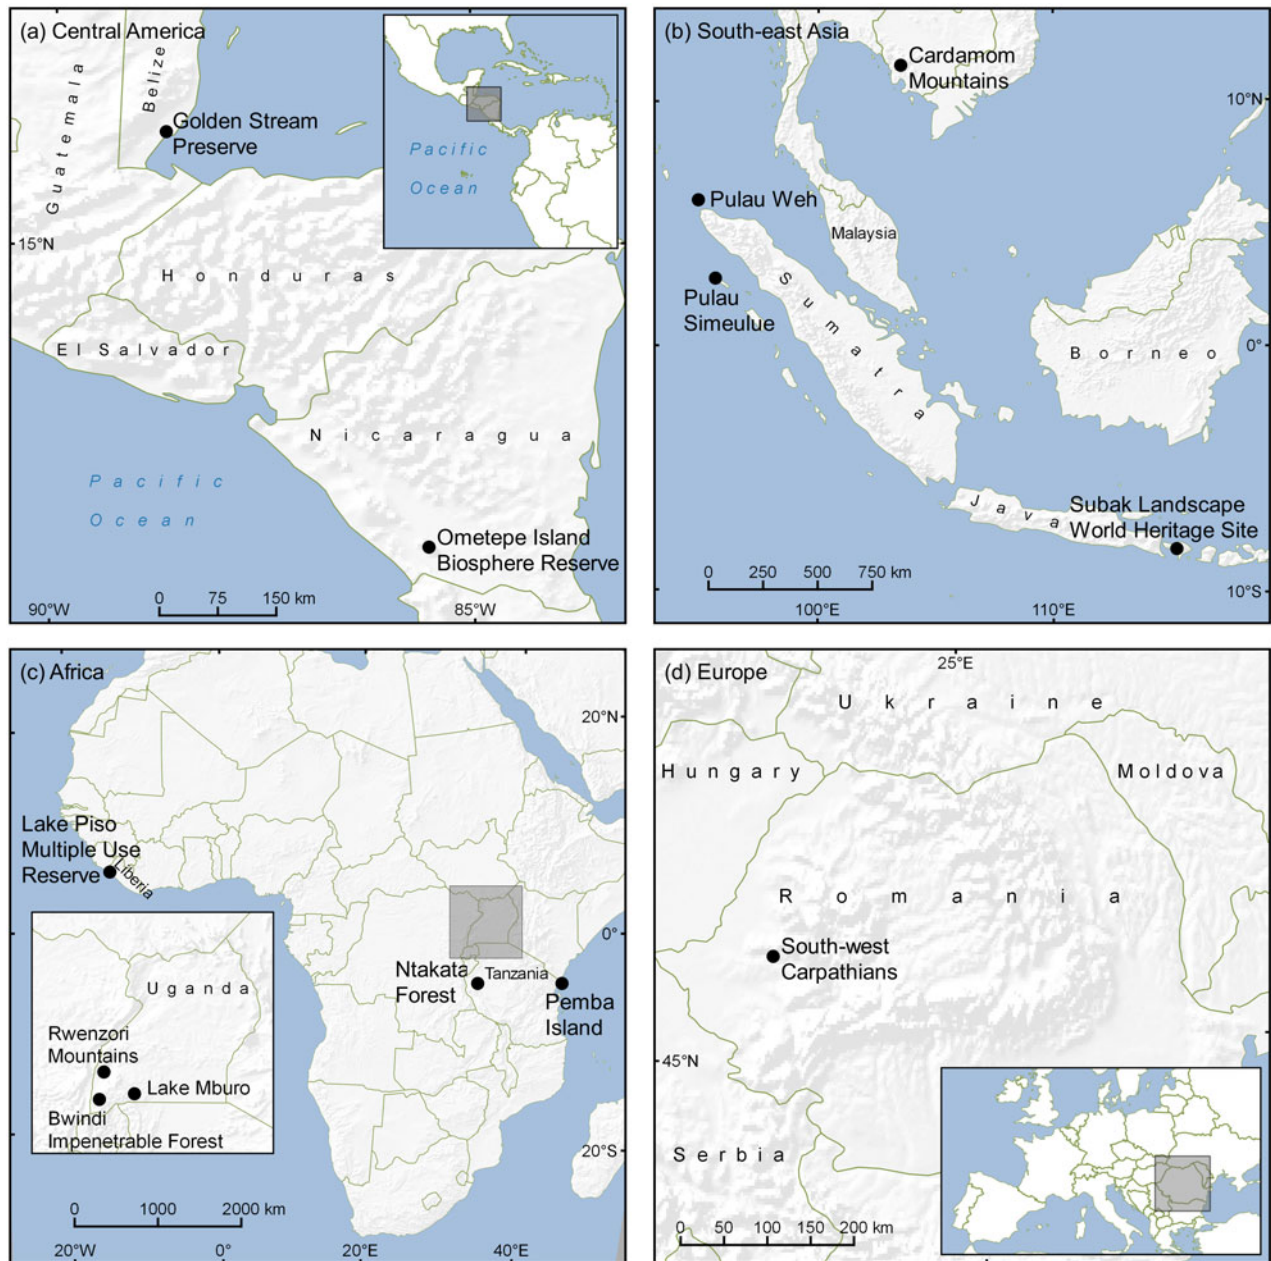 (a) Central America
Guatemala
Belize
Golden Stream
Preserve
Pacific
Ocean
15°N
Honduras
El Salvador
Nicaragua
Pacific
Ocean
Ometepe Island
Biosphere Reserve
0 75 150 km
90°W
85°W
(b) South-east Asia
Cardamom
Mountains
10°N
Pulau Weh
Malaysia
Pulau
Simeulue
Sumatra
0°
Borneo
Java
Subak Landscape
World Heritage Site
0 250 500 750 km
10°S
100°E
110°E
(c) Africa
20°N
Lake Piso
Multiple Use
Reserve
Liberia
0°
Ntakata
Forest
Tanzania
Pemba
Island
Uganda
Rwenzori
Mountains
Lake Mburo
Bwindi
Impenetrable Forest
20°S
0 1000 2000 km
20°W
0°
20°E
40°E
(d) Europe
25°E
Ukraine
Hungary
Moldova
Romania
South-west
Carpathians
45°N
Serbia
0 50 100 150 200 km